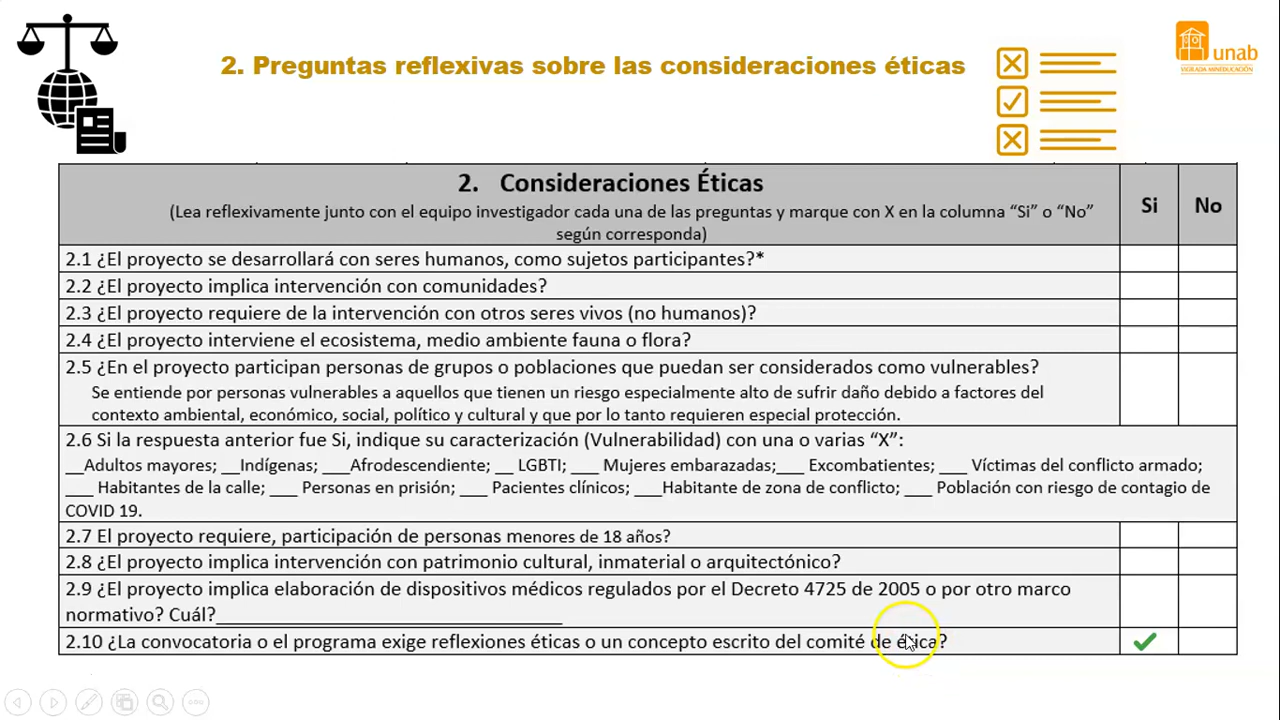 2. Preguntas reflexivas sobre las consideraciones éticas
unab
VIGILADA MINEDUCACIÓN
2. Consideraciones Éticas
(Lea reflexivamente junto con el equipo investigador cada una de las preguntas y marque con X en la columna “Si” o “No”
según corresponda)
Si
No
2.1 ¿El proyecto se desarrollará con seres humanos, como sujetos participantes?*
2.2 ¿El proyecto implica intervención con comunidades?
2.3 ¿El proyecto requiere de la intervención con otros seres vivos (no humanos)?
2.4 ¿El proyecto interviene el ecosistema, medio ambiente fauna o flora?
2.5 ¿En el proyecto participan personas de grupos o poblaciones que puedan ser considerados como vulnerables?
Se entiende por personas vulnerables a aquellos que tienen un riesgo especialmente alto de sufrir daño debido a factores del
contexto ambiental, económico, social, político y cultural y que por lo tanto requieren especial protección.
2.6 Si la respuesta anterior fue Si, indique su caracterización (Vulnerabilidad) con una o varias “X”:
__Adultos mayores; __Indígenas; ___Afrodescendiente; __ LGBTI; ___ Mujeres embarazadas;___ Excombatientes; ___ Víctimas del conflicto armado;
___ Habitantes de la calle; ___ Personas en prisión; ___ Pacientes clínicos; ___Habitante de zona de conflicto; ___ Población con riesgo de contagio de
COVID 19.
2.7 El proyecto requiere, participación de personas menores de 18 años?
2.8 ¿El proyecto implica intervención con patrimonio cultural, inmaterial o arquitectónico?
2.9 ¿El proyecto implica elaboración de dispositivos médicos regulados por el Decreto 4725 de 2005 o por otro marco
normativo? Cuál?_________________________________
2.10 ¿La convocatoria o el programa exige reflexiones éticas o un concepto escrito del comité de ética?